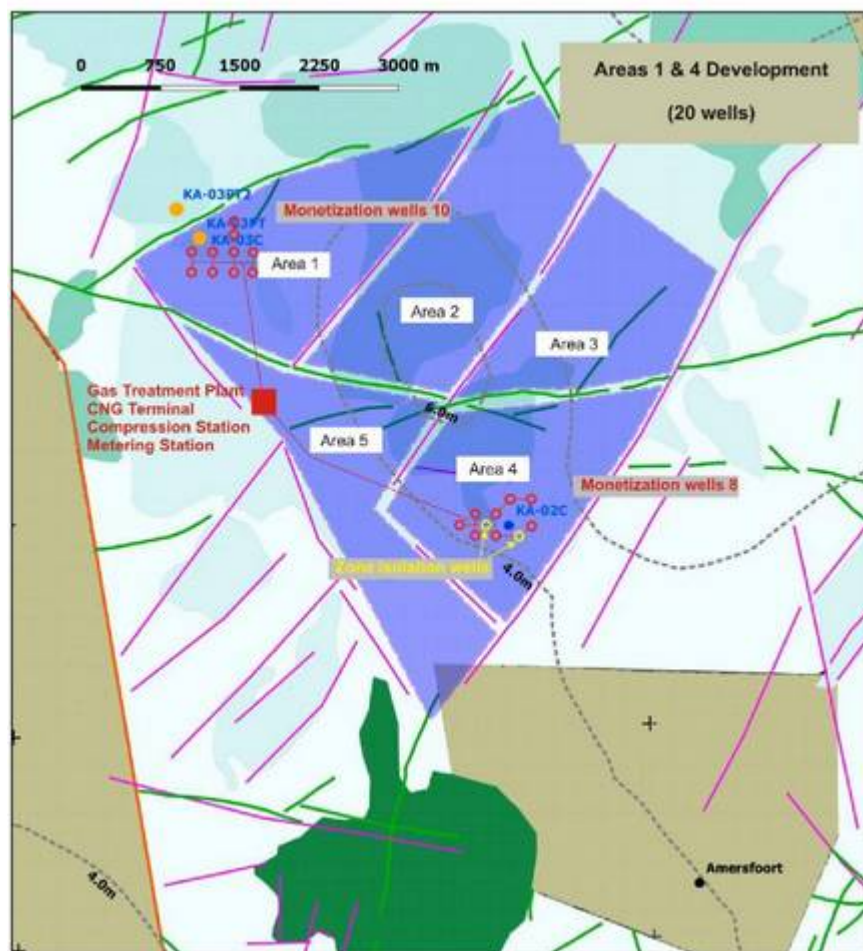 0 750 1500 2250 3000 m
Areas 1 & 4 Development
(20 wells)
KA-03PT2
Monetization wells 10
KA-03PT
KA-03C
Area 1
Area 2
Area 3
Gas Treatment Plant
CNG Terminal
Compression Station
Metering Station
6.0m
Area 5
Area 4
Monetization wells 8
KA-02C
Zone isolation wells
4.0m
Amersfoort
4.0m